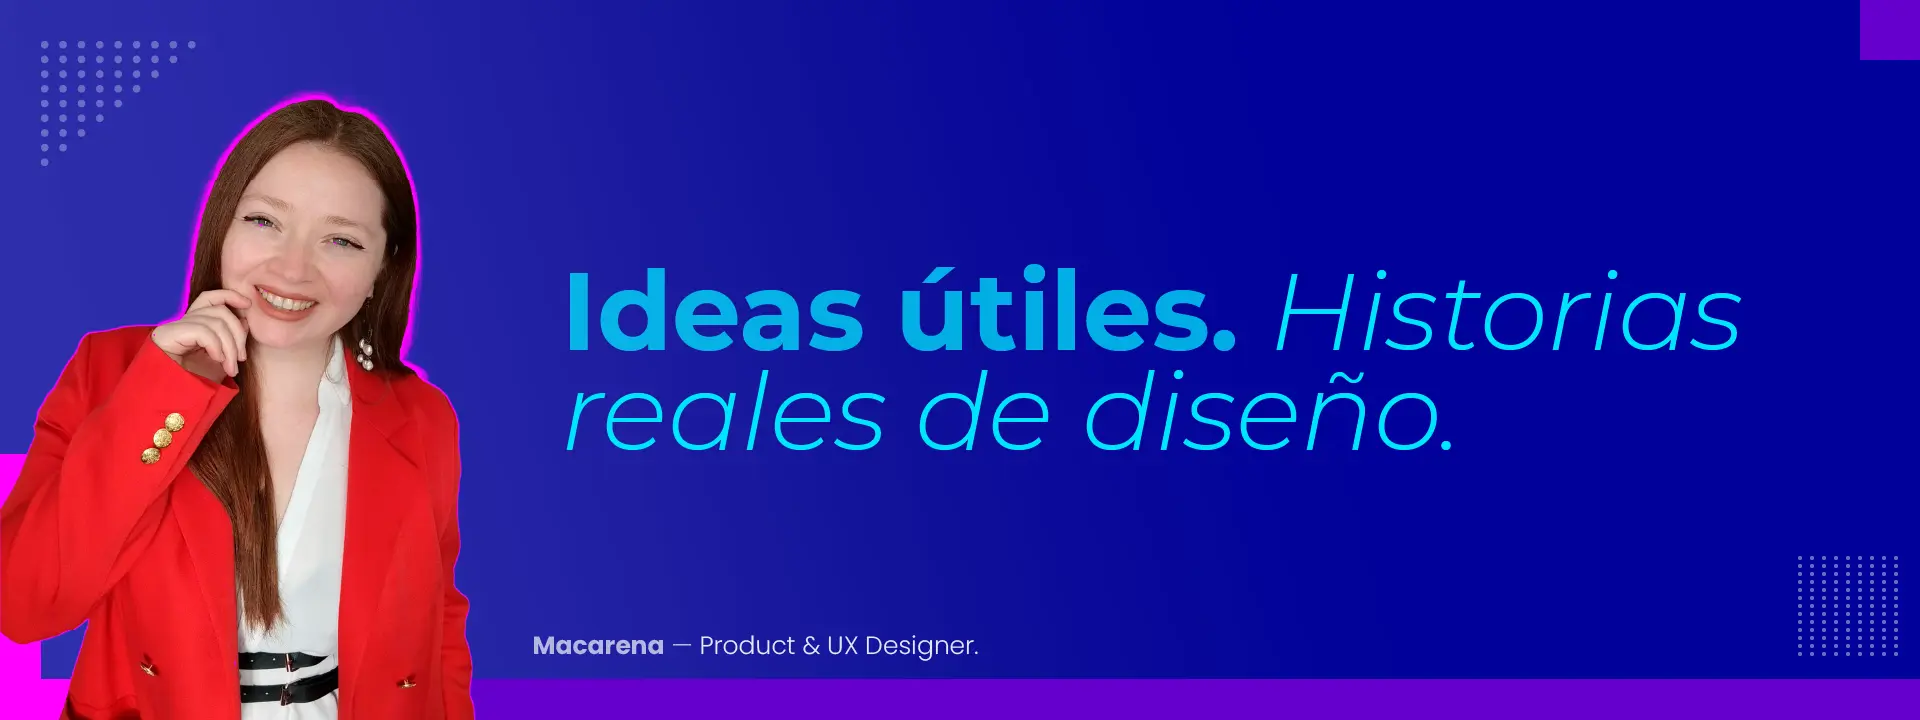 Ideas útiles. Historias
reales de diseño.
Macarena — Product & UX Designer.